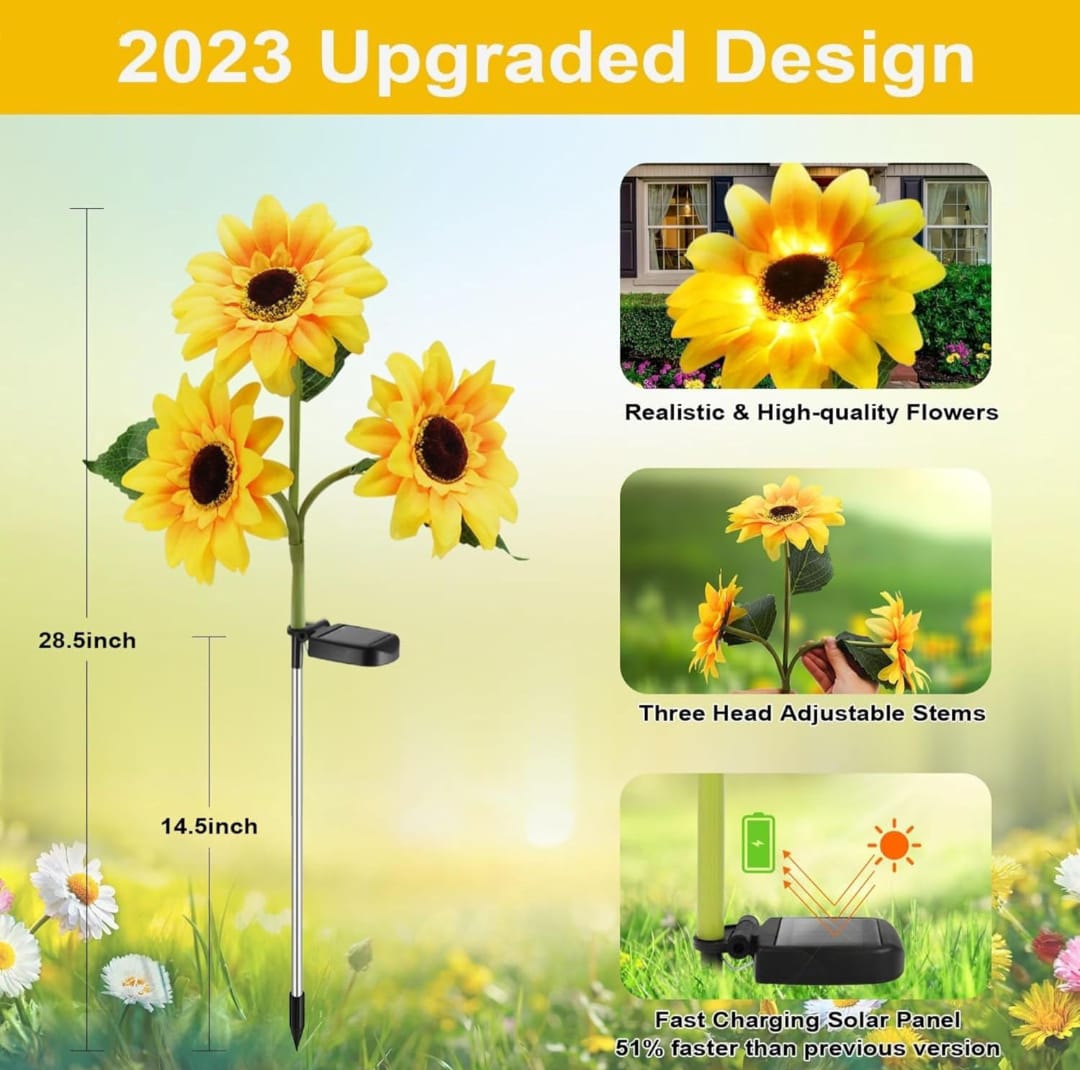 2023 Upgraded Design
28.5inch
14.5inch
Realistic & High-quality Flowers
Three Head Adjustable Stems
Fast Charging Solar Panel
51% faster than previous version